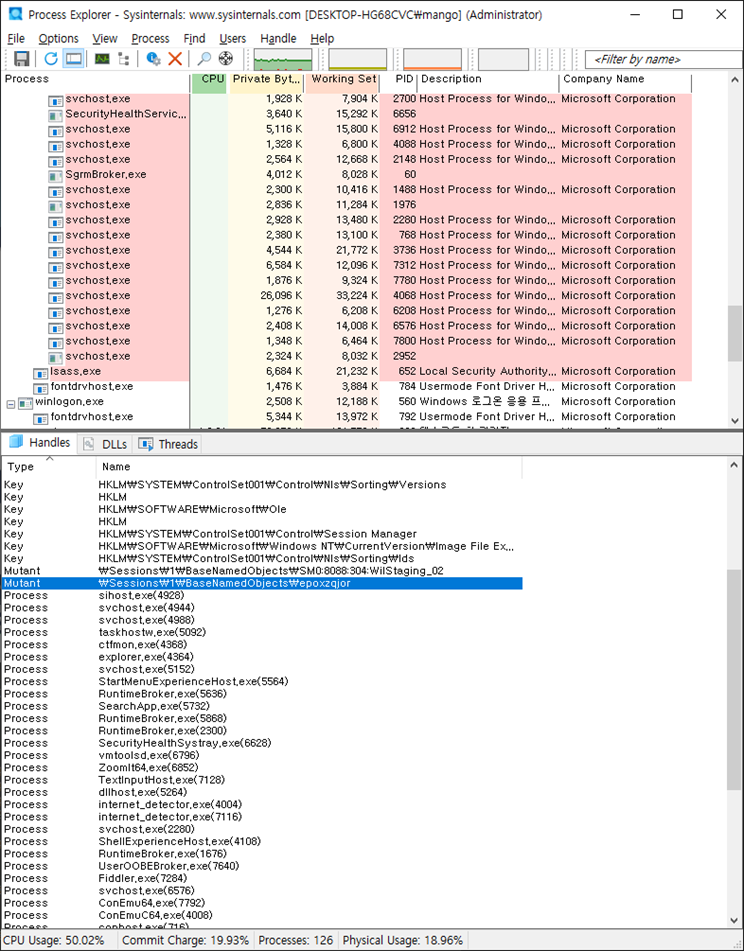 Process Explorer - Sysinternals: www.sysinternals.com [DESKTOP-HG68CVC₩mango] (Administrator)
File Options View Process Find Users Handle Help
<Filter by name>
Process CPU Private Byt... Working Set PID Description Company Name
svchost.exe 1,928 K 7,904 K 2700 Host Process for Windo... Microsoft Corporation
SecurityHealthServic... 3,640 K 15,292 K 6656
svchost.exe 5,116 K 15,800 K 6912 Host Process for Windo... Microsoft Corporation
svchost.exe 1,328 K 6,800 K 4088 Host Process for Windo... Microsoft Corporation
svchost.exe 2,564 K 12,668 K 2148 Host Process for Windo... Microsoft Corporation
SgrmBroker.exe 4,012 K 8,028 K 60
svchost.exe 2,300 K 10,416 K 1488 Host Process for Windo... Microsoft Corporation
svchost.exe 2,836 K 11,284 K 1976
svchost.exe 2,928 K 13,480 K 2280 Host Process for Windo... Microsoft Corporation
svchost.exe 2,380 K 13,100 K 768 Host Process for Windo... Microsoft Corporation
svchost.exe 4,544 K 21,772 K 3736 Host Process for Windo... Microsoft Corporation
svchost.exe 6,584 K 12,096 K 7312 Host Process for Windo... Microsoft Corporation
svchost.exe 1,876 K 9,324 K 7780 Host Process for Windo... Microsoft Corporation
svchost.exe 26,096 K 33,224 K 4068 Host Process for Windo... Microsoft Corporation
svchost.exe 1,276 K 6,208 K 6208 Host Process for Windo... Microsoft Corporation
svchost.exe 2,408 K 14,008 K 6576 Host Process for Windo... Microsoft Corporation
svchost.exe 1,348 K 6,464 K 7800 Host Process for Windo... Microsoft Corporation
svchost.exe 2,324 K 8,032 K 2952
lsass.exe 6,684 K 21,232 K 652 Local Security Authority... Microsoft Corporation
fontdrvhost.exe 1,476 K 3,884 K 784 Usermode Font Driver H... Microsoft Corporation
winlogon.exe 2,508 K 12,188 K 560 Windows 로그온 응용 프... Microsoft Corporation
fontdrvhost.exe 5,344 K 13,972 K 792 Usermode Font Driver H... Microsoft Corporation
Handles DLLs Threads
Type Name
Key HKLM₩SYSTEM₩ControlSet001₩Control₩Nls₩Sorting₩Versions
Key HKLM
Key HKLM₩SOFTWARE₩Microsoft₩Ole
Key HKLM
Key HKLM₩SYSTEM₩ControlSet001₩Control₩Session Manager
Key HKLM₩SOFTWARE₩Microsoft₩Windows NT₩CurrentVersion₩Image File Ex...
Key HKLM₩SYSTEM₩ControlSet001₩Control₩Nls₩Sorting₩Ids
Mutant ₩Sessions₩1₩BaseNamedObjects₩SM0:8088:304:WilStaging_02
Mutant ₩Sessions₩1₩BaseNamedObjects₩epoxzqjor
Process sihost.exe(4928)
Process svchost.exe(4944)
Process svchost.exe(4988)
Process taskhostw.exe(5092)
Process ctfmon.exe(4368)
Process explorer.exe(4364)
Process svchost.exe(5152)
Process StartMenuExperienceHost.exe(5564)
Process RuntimeBroker.exe(5636)
Process SearchApp.exe(5732)
Process RuntimeBroker.exe(5868)
Process RuntimeBroker.exe(2300)
Process SecurityHealthSystray.exe(6628)
Process vmtoolsd.exe(6796)
Process ZoomIt64.exe(6852)
Process TextInputHost.exe(7128)
Process dllhost.exe(5264)
Process internet_detector.exe(4004)
Process internet_detector.exe(7116)
Process svchost.exe(2280)
Process ShellExperienceHost.exe(4108)
Process RuntimeBroker.exe(1676)
Process UserOOBEBroker.exe(7640)
Process Fiddler.exe(7284)
Process svchost.exe(6576)
Process ConEmu64.exe(7792)
Process ConEmuC64.exe(4008)
Process conhost.exe(716)
CPU Usage: 50.02% Commit Charge: 19.93% Processes: 126 Physical Usage: 18.96%